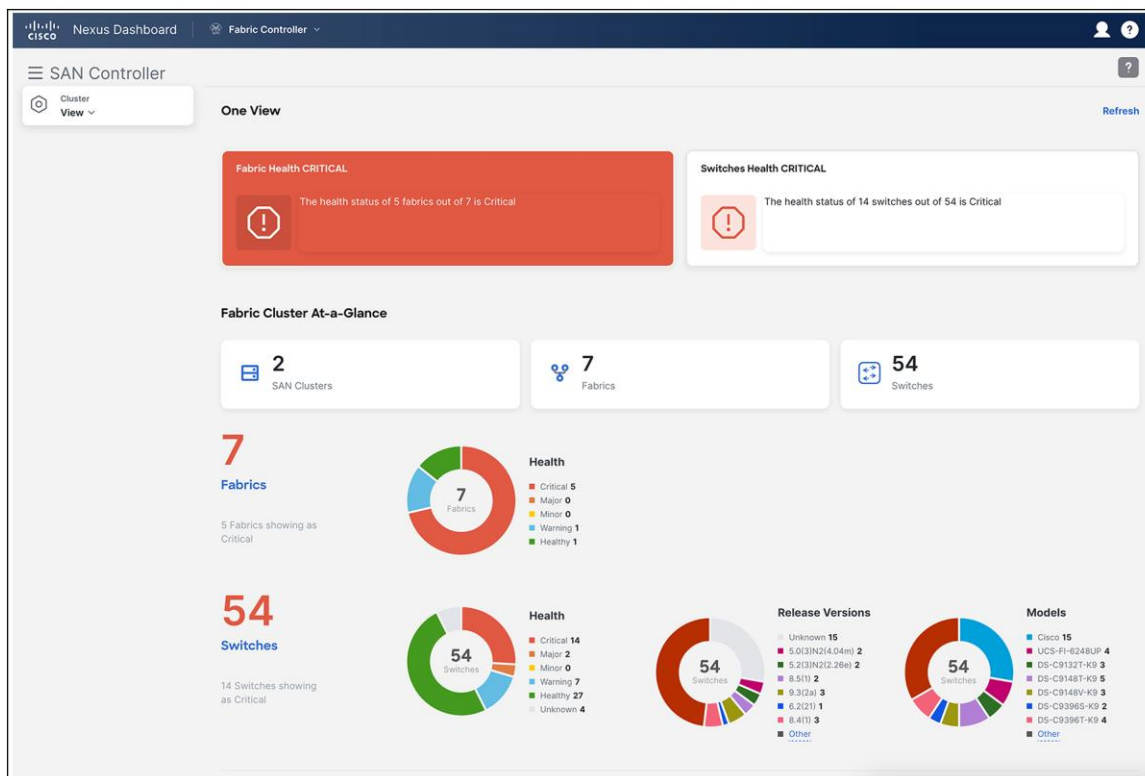 cisco Nexus Dashboard Fabric Controller
?
SAN Controller
?
Cluster
View
One View
Refresh
Fabric Health CRITICAL
The health status of 5 fabrics out of 7 is Critical
Switches Health CRITICAL
The health status of 14 switches out of 54 is Critical
Fabric Cluster At-a-Glance
2
SAN Clusters
7
Fabrics
54
Switches
7
Fabrics
5 Fabrics showing as
Critical
7
Fabrics
Health
Critical 5
Major 0
Minor 0
Warning 1
Healthy 1
54
Switches
14 Switches showing
as Critical
54
Switches
Health
Critical 14
Major 2
Minor 0
Warning 7
Healthy 27
Unknown 4
54
Switches
Release Versions
Unknown 15
5.0(3)N2(4.04m) 2
5.2(3)N2(2.26e) 2
8.5(1) 2
9.3(2a) 3
6.2(21) 1
8.4(1) 3
Other
54
Switches
Models
Cisco 15
UCS-FI-6248UP 4
DS-C9132T-K9 3
DS-C9148T-K9 5
DS-C9148V-K9 3
DS-C9396S-K9 2
DS-C9396T-K9 4
Other